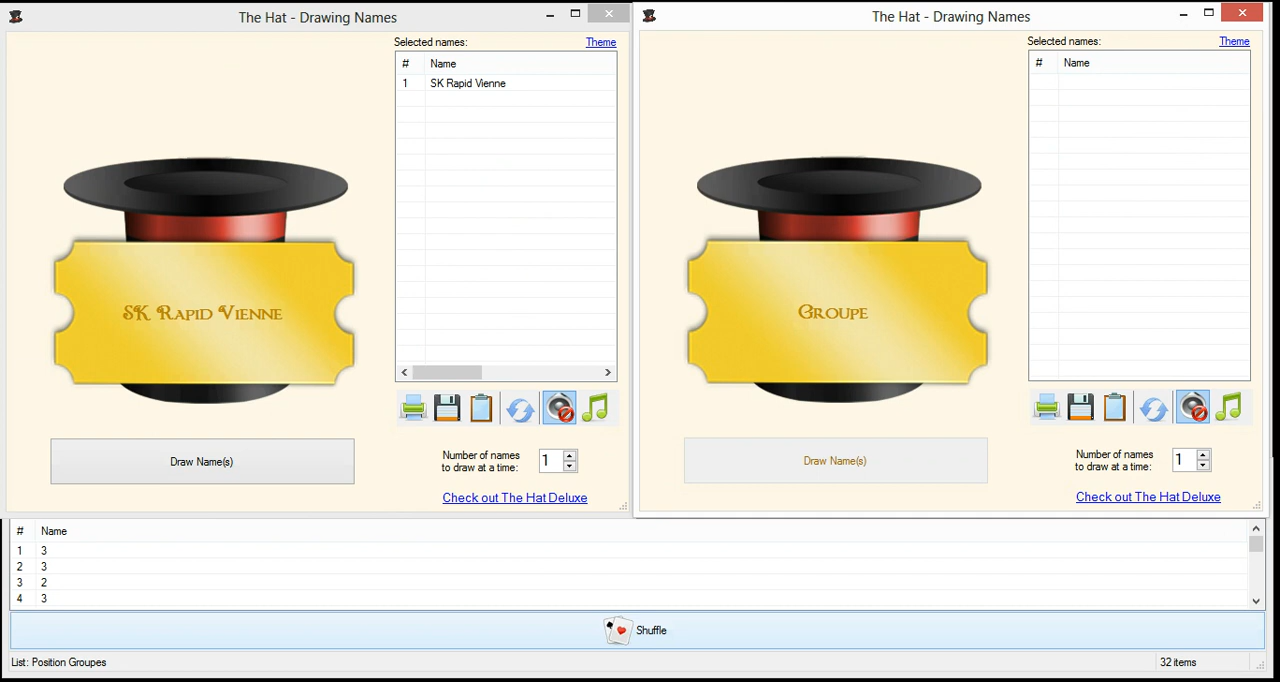 The Hat - Drawing Names
Selected names:
Theme
# Name
1 SK Rapid Vienne
SK Rapid Vienne
Draw Name(s)
Number of names
to draw at a time:
1
Check out The Hat Deluxe
The Hat - Drawing Names
Selected names:
Theme
# Name
Groupe
Draw Name(s)
Number of names
to draw at a time:
1
Check out The Hat Deluxe
# Name
1 3
2 3
3 2
4 3
Shuffle
List: Position Groupes
32 items